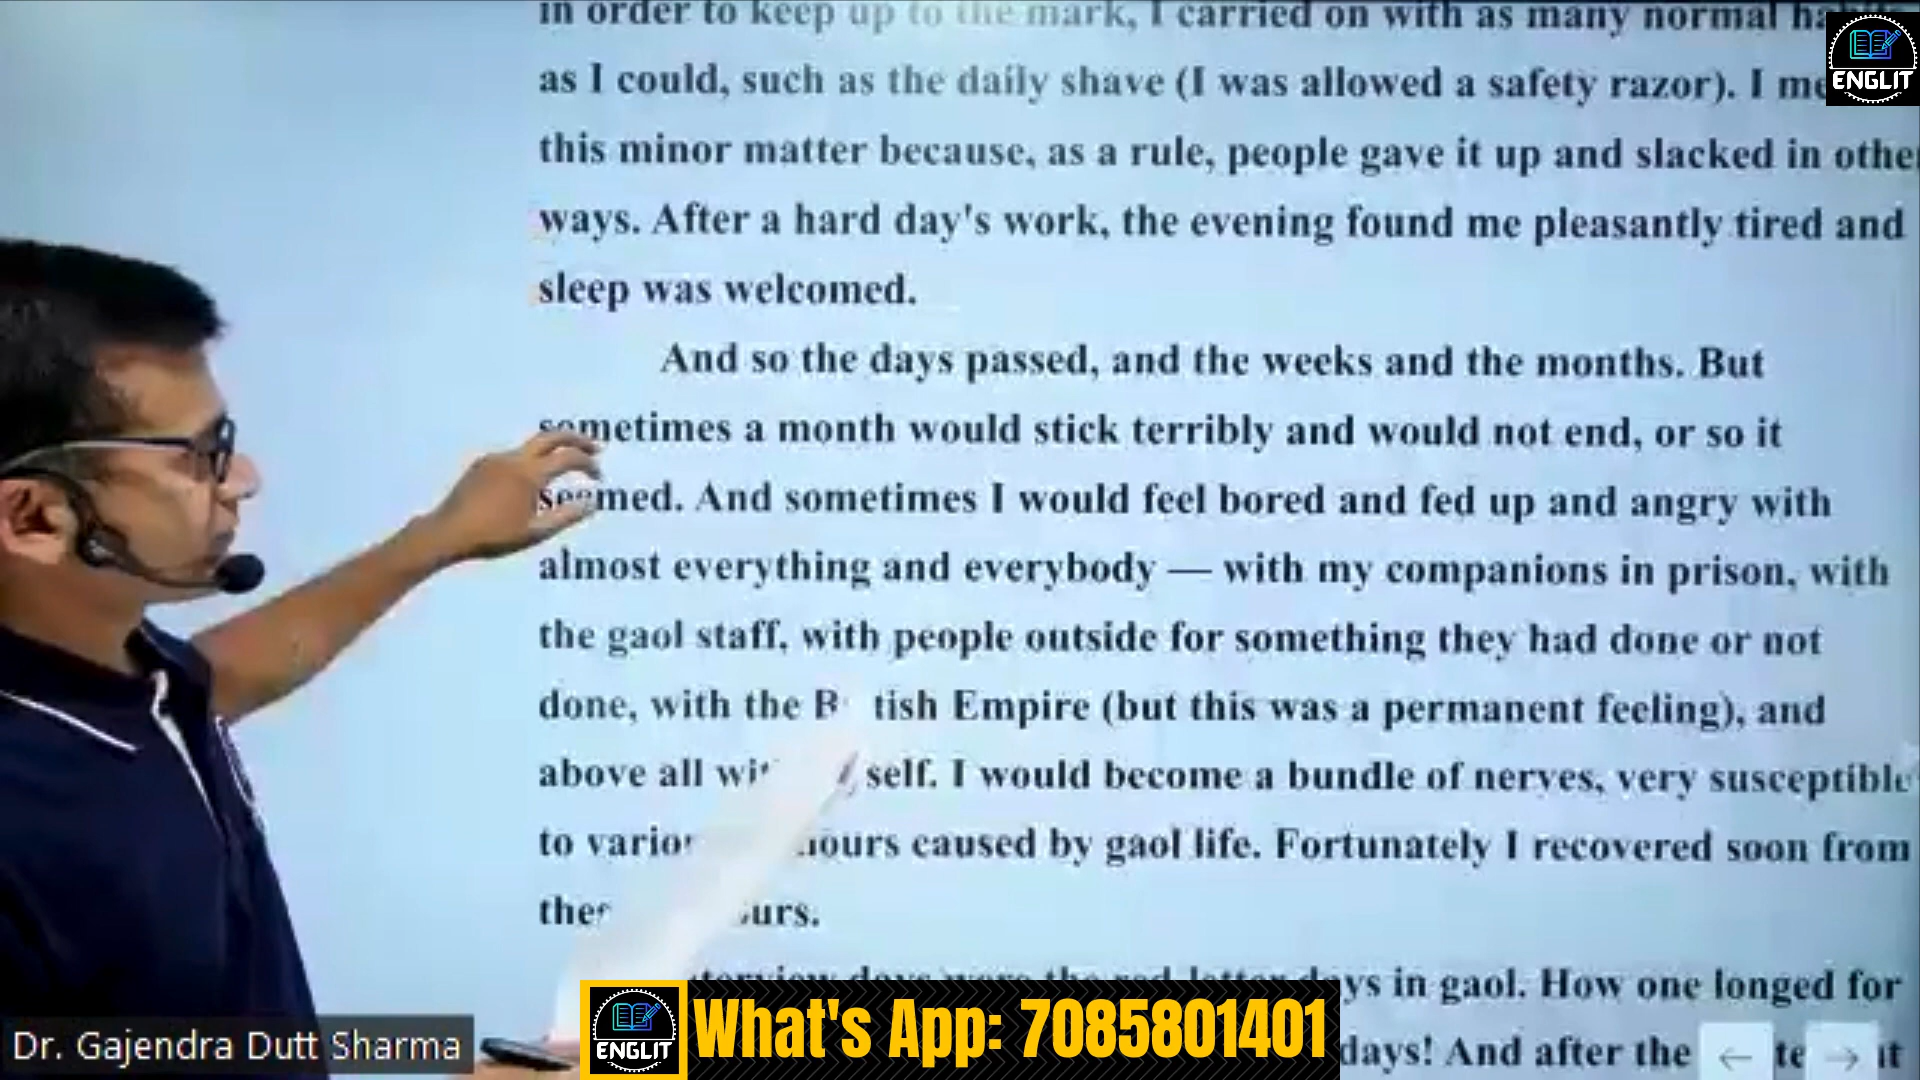 in order to keep up to the mark, I carried on with as many normal
as I could, such as the daily shave (I was allowed a safety razor). I
this minor matter because, as a rule, people gave it up and slacked in
ways. After a hard day's work, the evening found me pleasantly tired and
sleep was welcomed.
And so the days passed, and the weeks and the months. But
sometimes a month would stick terribly and would not end, or so it
seemed. And sometimes I would feel bored and fed up and angry with
almost everything and everybody — with my companions in prison, with
the gaol staff, with people outside for something they had done or not
done, with the British Empire (but this was a permanent feeling), and
above all self. I would become a bundle of nerves, very susceptible
to caused by gaol life. Fortunately I recovered soon from
days were the red-letter days in gaol. How one longed for
days! And after the
ENGLIT
Dr. Gajendra Dutt Sharma
ENGLIT
What's App: 7085801401